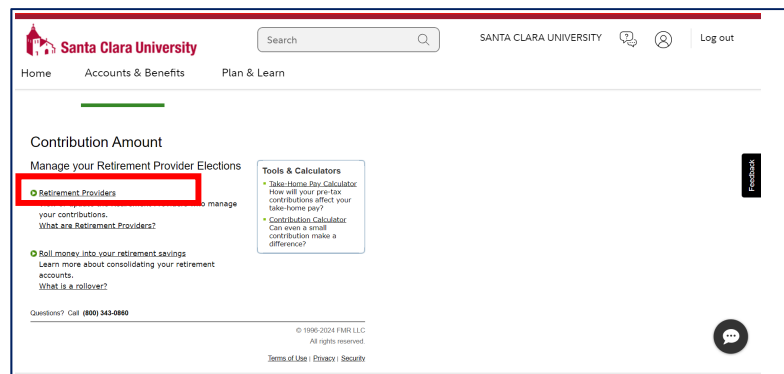 Santa Clara University
Search
SANTA CLARA UNIVERSITY
Log out
Home Accounts & Benefits Plan & Learn
Contribution Amount
Manage your Retirement Provider Elections
Retirement Providers
manage
your contributions.
What are Retirement Providers?
Roll money into your retirement savings
Learn more about consolidating your retirement
accounts.
What is a rollover?
Tools & Calculators
Take-Home Pay Calculator
How will your pre-tax
contributions affect your
take-home pay?
Contribution Calculator
Can even a small
contribution make a
difference?
Feedback
Questions? Call (800) 343-0860
© 1996-2024 FMR LLC
All rights reserved.
Terms of Use | Privacy | Security